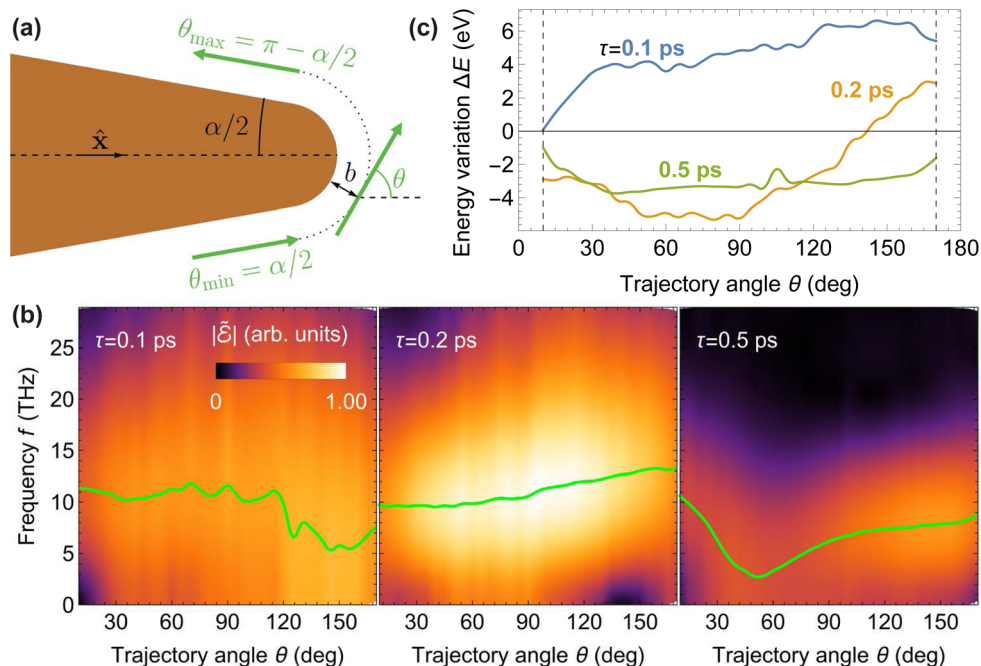 (a)
θmax = π − α/2
α/2
x̂
b
θ
θmin = α/2
(c)
Energy variation ΔE (eV)
6
4
2
0
−2
−4
τ=0.1 ps
0.2 ps
0.5 ps
0 30 60 90 120 150 180
Trajectory angle θ (deg)
(b)
Frequency f (THz)
25
20
15
10
5
0
τ=0.1 ps
|ℰ̃| (arb. units)
0 1.00
τ=0.2 ps
τ=0.5 ps
30 60 90 120 150
30 60 90 120 150
30 60 90 120 150
Trajectory angle θ (deg)
Trajectory angle θ (deg)
Trajectory angle θ (deg)